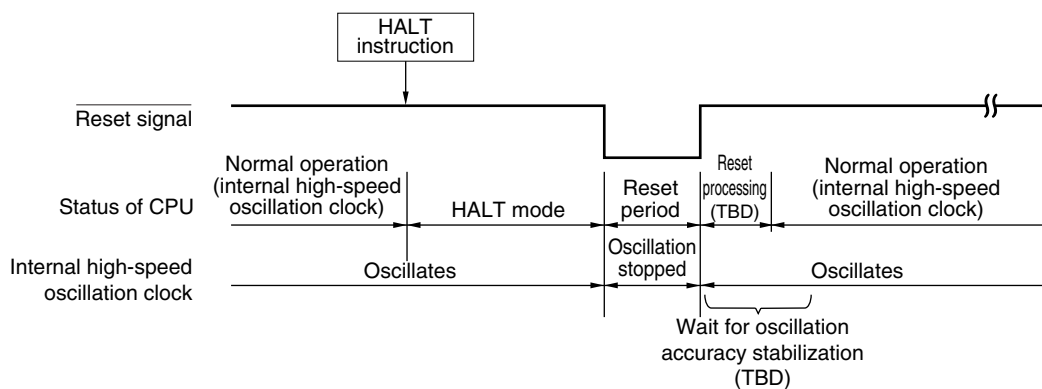 HALT
instruction
Reset signal
Normal operation
(internal high-speed
oscillation clock)
Status of CPU
HALT mode
Reset
period
Reset
processing
(TBD)
Normal operation
(internal high-speed
oscillation clock)
Internal high-speed
oscillation clock
Oscillates
Oscillation
stopped
Oscillates
Wait for oscillation
accuracy stabilization
(TBD)